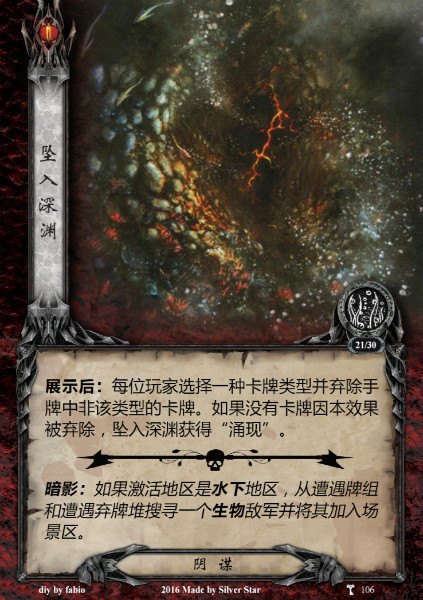 坠入深渊
21/30
展示后：每位玩家选择一种卡牌类型并弃除手
牌中非该类型的卡牌。如果没有卡牌因本效果
被弃除，坠入深渊获得“涌现”。
暗影：如果激活地区是水下地区，从遭遇牌组
和遭遇弃牌堆搜寻一个生物敌军并将其加入场
景区。
阴谋
diy by fabio
2016 Made by Silver Star
106